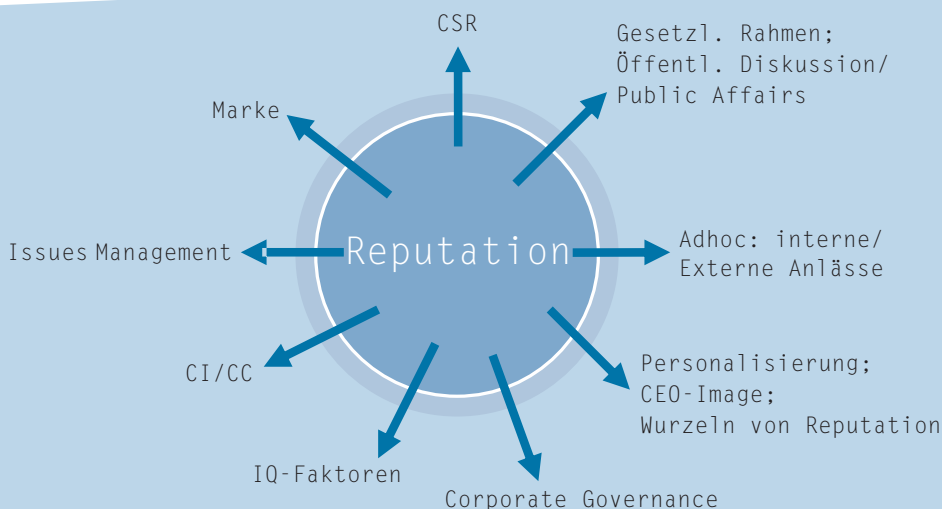 CSR
Gesetzl. Rahmen;
Öffentl. Diskussion/
Public Affairs
Marke
Issues Management
Reputation
Adhoc: interne/
Externe Anlässe
CI/CC
Personalisierung;
CEO-Image;
Wurzeln von Reputation
IQ-Faktoren
Corporate Governance